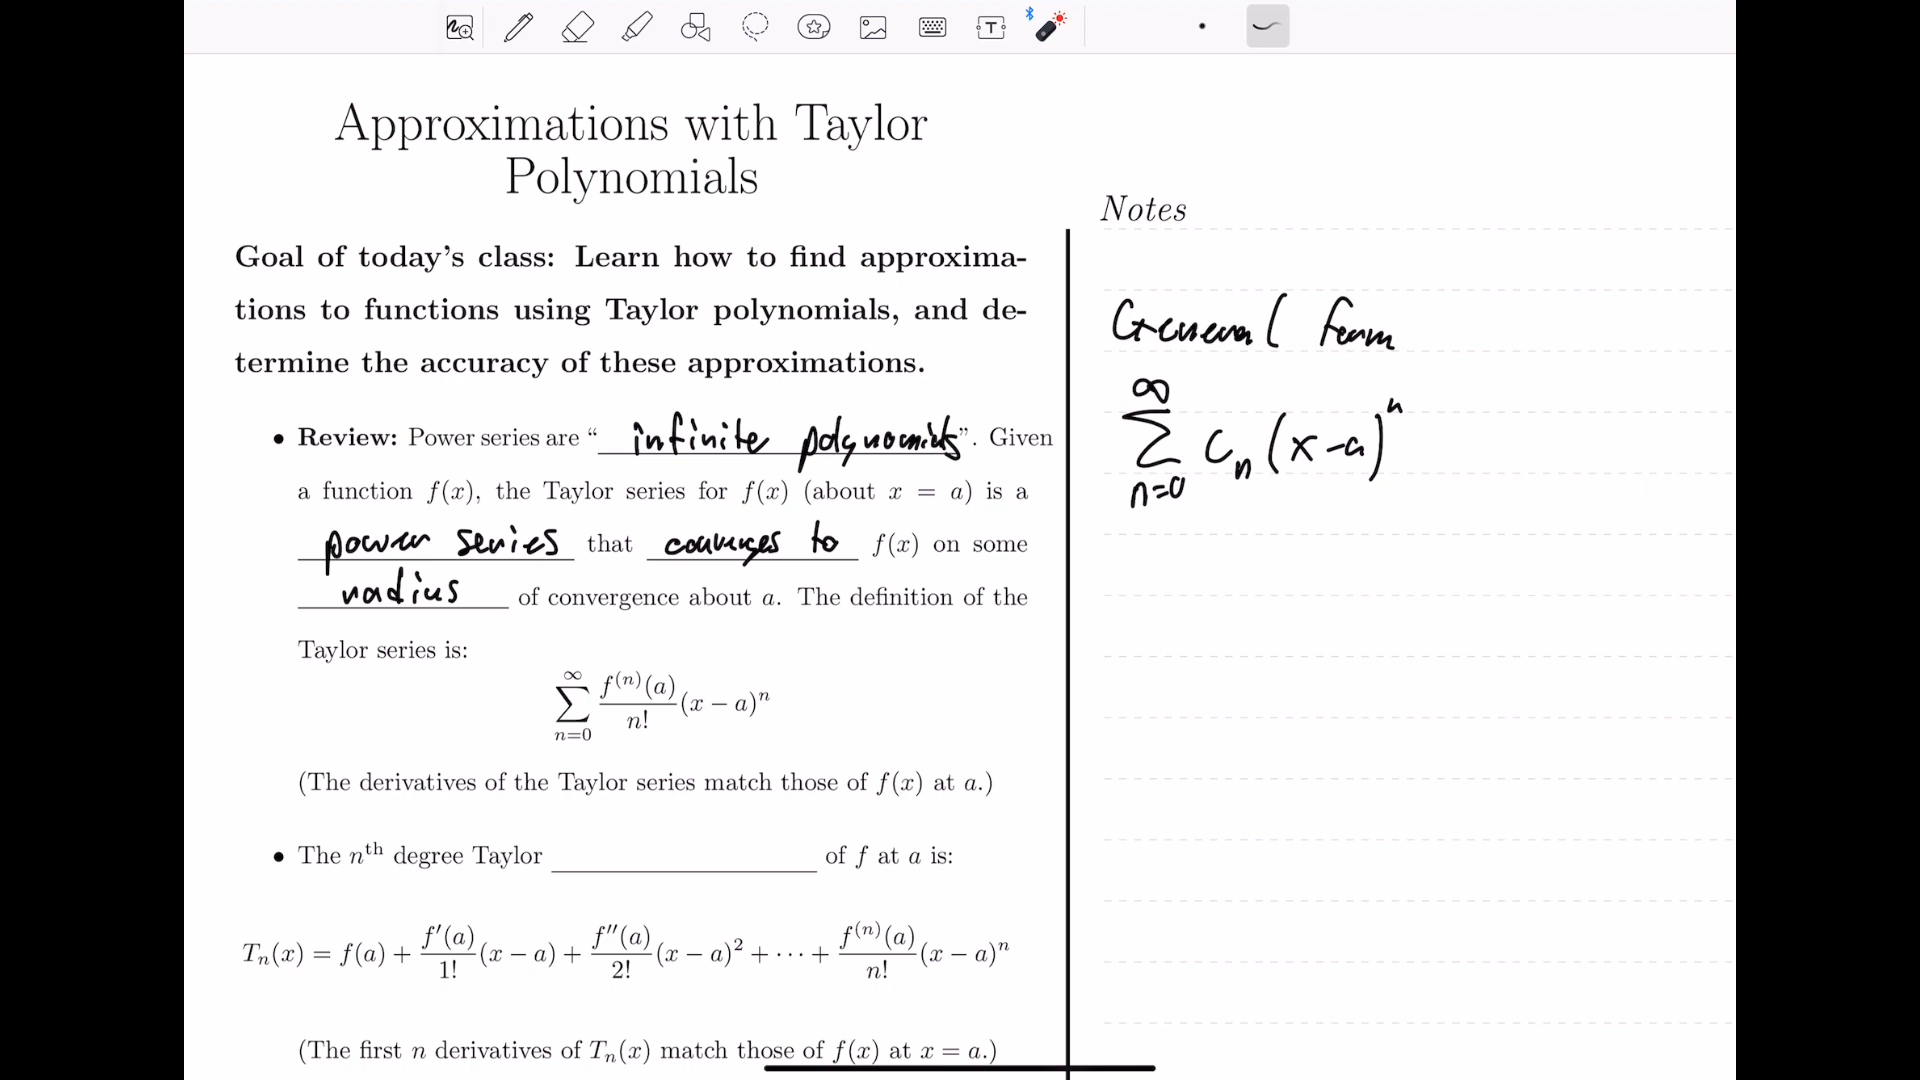 Approximations with Taylor
Polynomials
Goal of today's class: Learn how to find approxima-
tions to functions using Taylor polynomials, and de-
termine the accuracy of these approximations.
• Review: Power series are “ infinite polynomials ”. Given
a function f(x), the Taylor series for f(x) (about x = a) is a
power series that converges to f(x) on some
radius of convergence about a. The definition of the
Taylor series is:
∑_{n=0}^{∞} f^{(n)}(a)/n! (x − a)^n
(The derivatives of the Taylor series match those of f(x) at a.)
• The n^{th} degree Taylor ____________ of f at a is:
T_n(x) = f(a) + f′(a)/1! (x − a) + f″(a)/2! (x − a)^2 + ⋯ + f^{(n)}(a)/n! (x − a)^n
(The first n derivatives of T_n(x) match those of f(x) at x = a.)
Notes
General form
∑_{n=0}^{∞} c_n (x-a)^n